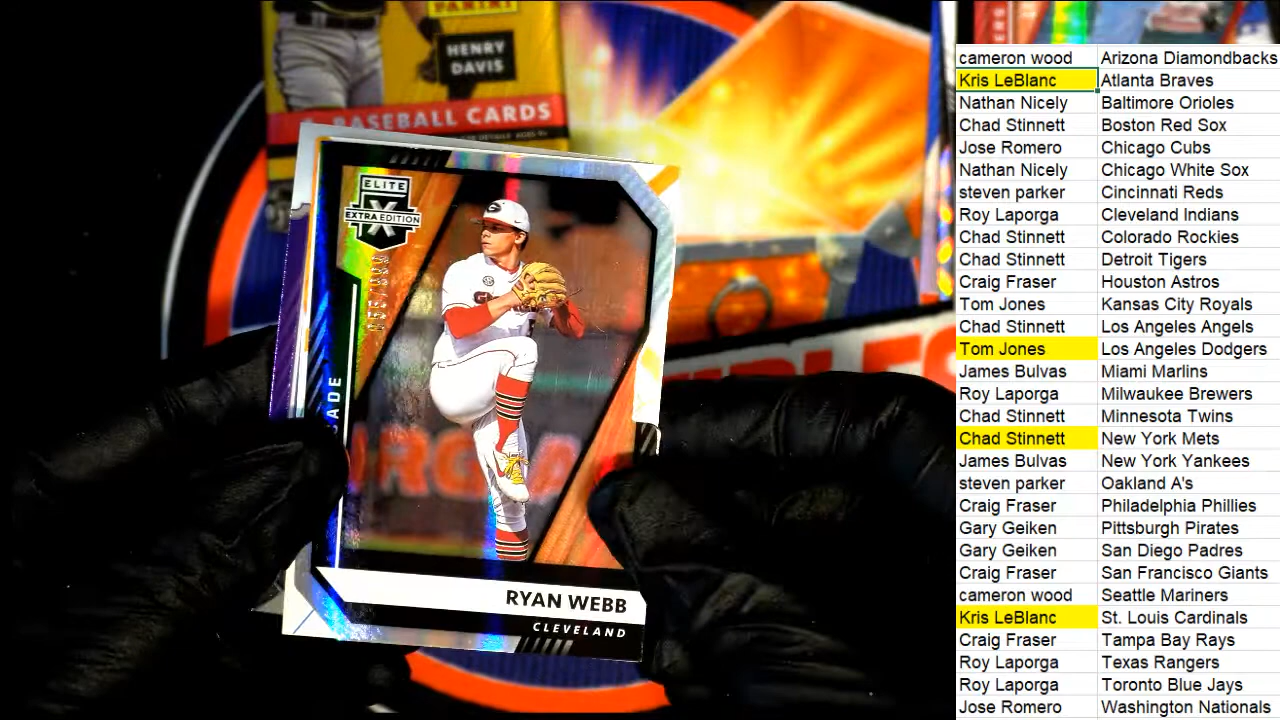 PANINI
HENRY
DAVIS
BASEBALL CARDS
ELITE
X
EXTRA EDITION
RYAN WEBB
CLEVELAND
cameron wood Arizona Diamondbacks
Kris LeBlanc Atlanta Braves
Nathan Nicely Baltimore Orioles
Chad Stinnett Boston Red Sox
Jose Romero Chicago Cubs
Nathan Nicely Chicago White Sox
steven parker Cincinnati Reds
Roy Laporga Cleveland Indians
Chad Stinnett Colorado Rockies
Chad Stinnett Detroit Tigers
Craig Fraser Houston Astros
Tom Jones Kansas City Royals
Chad Stinnett Los Angeles Angels
Tom Jones Los Angeles Dodgers
James Bulvas Miami Marlins
Roy Laporga Milwaukee Brewers
Chad Stinnett Minnesota Twins
Chad Stinnett New York Mets
James Bulvas New York Yankees
steven parker Oakland A's
Craig Fraser Philadelphia Phillies
Gary Geiken Pittsburgh Pirates
Gary Geiken San Diego Padres
Craig Fraser San Francisco Giants
cameron wood Seattle Mariners
Kris LeBlanc St. Louis Cardinals
Craig Fraser Tampa Bay Rays
Roy Laporga Texas Rangers
Roy Laporga Toronto Blue Jays
Jose Romero Washington Nationals